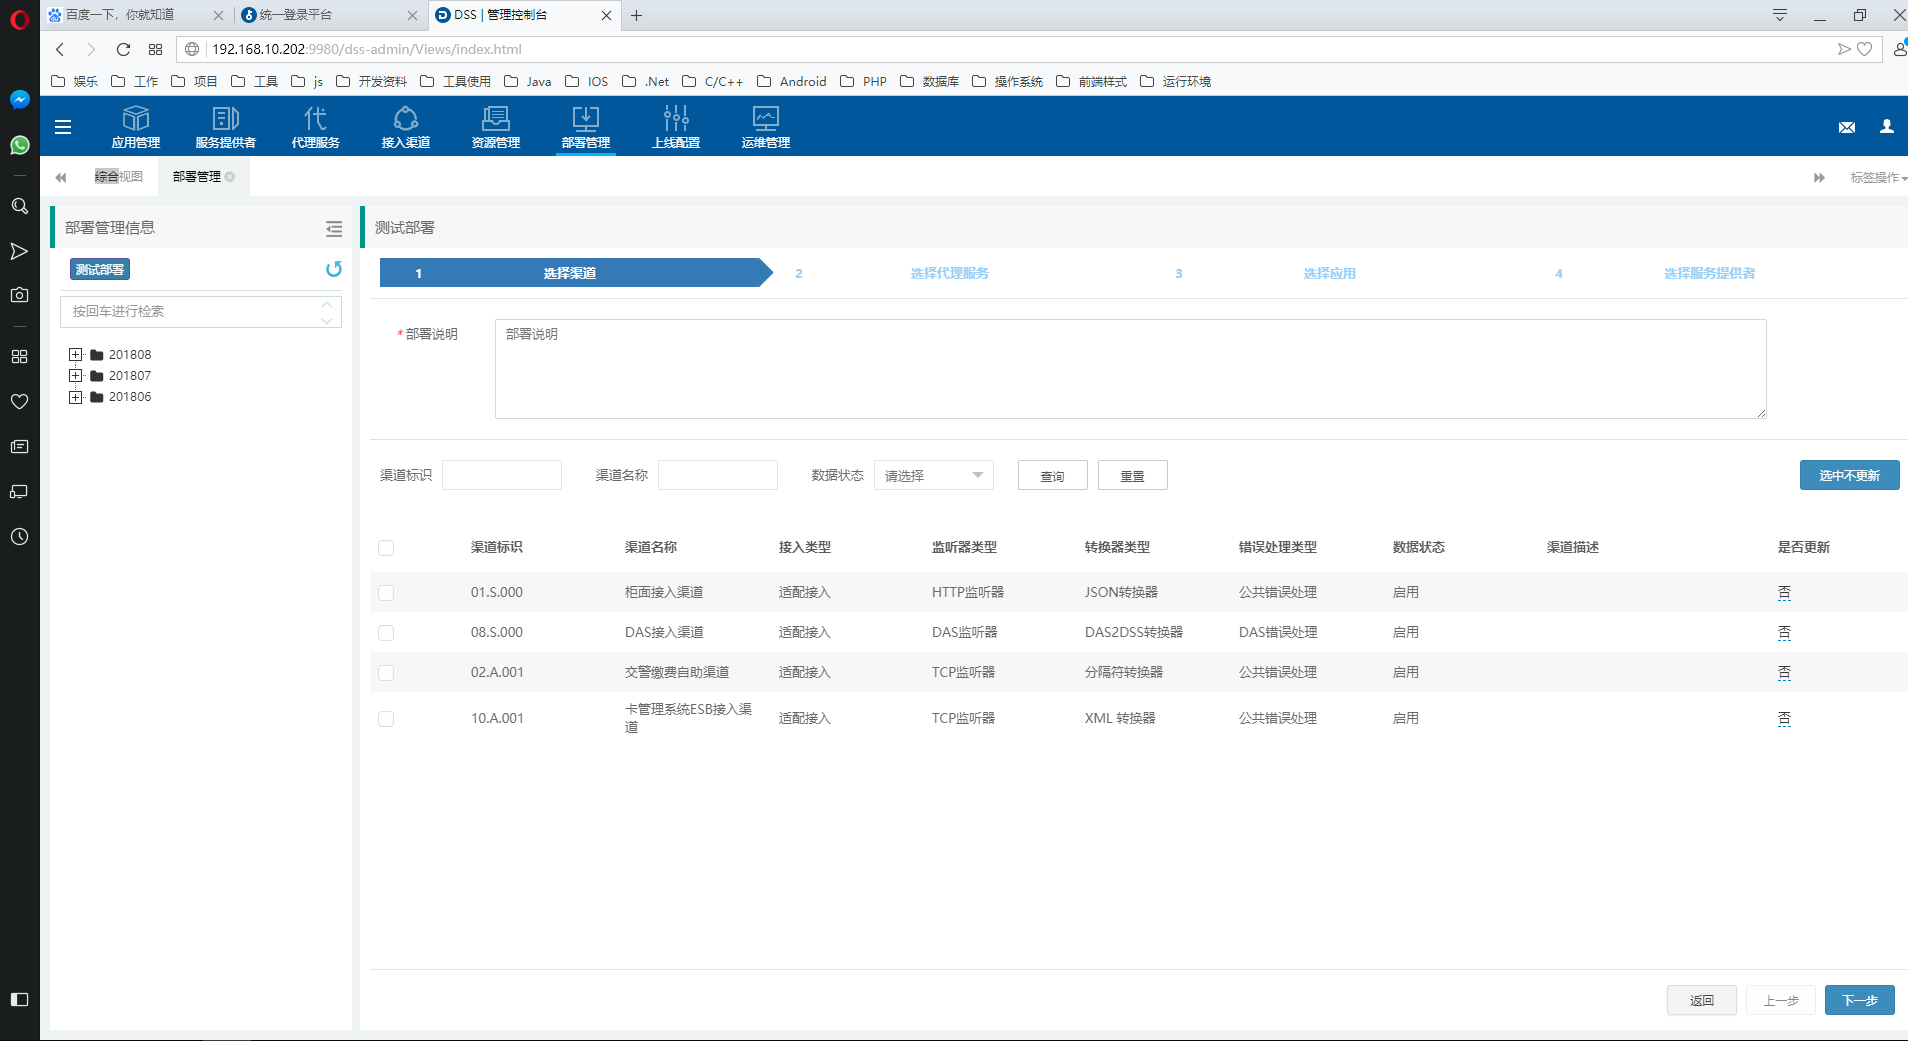 百度一下，你就知道
统一登录平台
DSS | 管理控制台
192.168.10.202:9980/dss-admin/Views/index.html
娱乐 工作 项目 工具 js 开发资料 工具使用 Java IOS .Net C/C++ Android PHP 数据库 操作系统 前端样式 运行环境
应用管理 服务提供者 代理服务 接入渠道 资源管理 部署管理 上线配置 运维管理
综合视图 部署管理 标签操作
部署管理信息
测试部署
按回车进行检索
201808
201807
201806
测试部署
1 选择渠道 2 选择代理服务 3 选择应用 4 选择服务提供者
*部署说明 部署说明
渠道标识 渠道名称 数据状态 请选择 查询 重置 选中不更新
渠道标识 渠道名称 接入类型 监听器类型 转换器类型 错误处理类型 数据状态 渠道描述 是否更新
01.S.000 柜面接入渠道 适配接入 HTTP监听器 JSON转换器 公共错误处理 启用 否
08.S.000 DAS接入渠道 适配接入 DAS监听器 DAS2DSS转换器 DAS错误处理 启用 否
02.A.001 交警缴费自助渠道 适配接入 TCP监听器 分隔符转换器 公共错误处理 启用 否
10.A.001 卡管理系统ESB接入渠
道 适配接入 TCP监听器 XML 转换器 公共错误处理 启用 否
返回 上一步 下一步